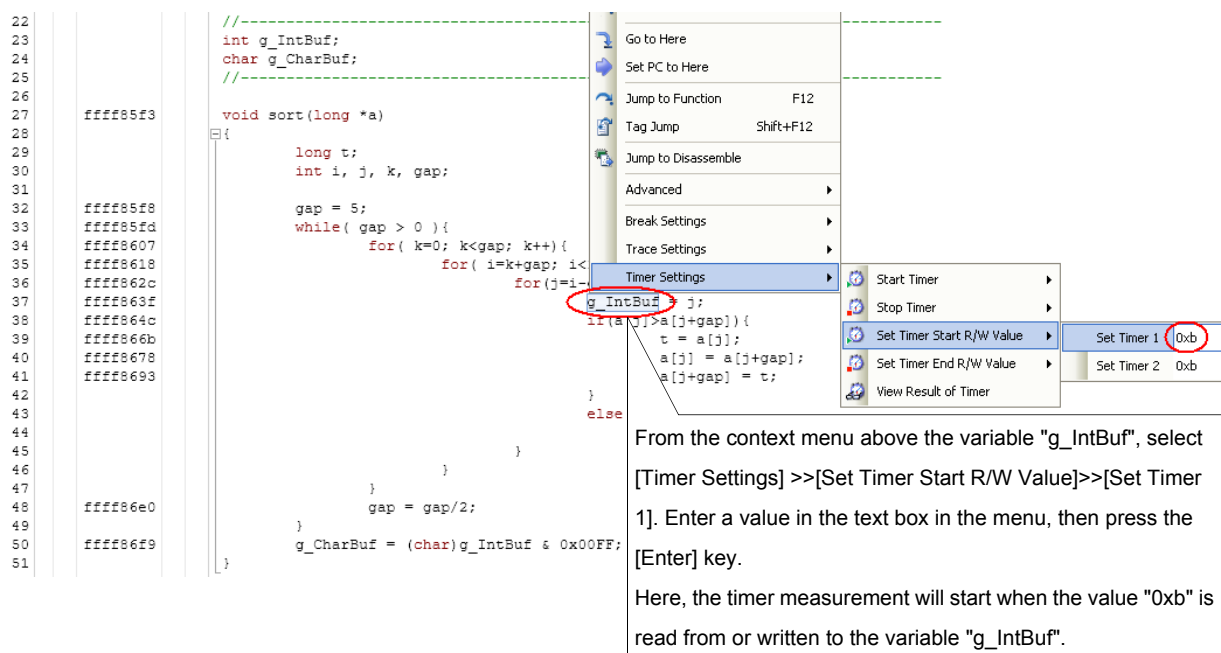 22 //------------------------------------------------------------------------------
23 int g_IntBuf;
24 char g_CharBuf;
25 //------------------------------------------------------------------------------
26
27 ffff85f3 void sort(long *a)
28 {
29 long t;
30 int i, j, k, gap;
31
32 ffff85f8 gap = 5;
33 ffff85fd while( gap > 0 ){
34 ffff8607 for( k=0; k<gap; k++){
35 ffff8618 for( i=k+gap; i<
36 ffff862c for(j=i-
37 ffff863f g_IntBuf = j;
38 ffff864c if(a[j]>a[j+gap]){
39 ffff866b t = a[j];
40 ffff8678 a[j] = a[j+gap];
41 ffff8693 a[j+gap] = t;
42 }
43 else
44
45 }
46 }
47 }
48 ffff86e0 gap = gap/2;
49 }
50 ffff86f9 g_CharBuf = (char)g_IntBuf & 0x00FF;
51 }
Go to Here
Set PC to Here
Jump to Function F12
Tag Jump Shift+F12
Jump to Disassemble
Advanced
Break Settings
Trace Settings
Timer Settings
Start Timer
Stop Timer
Set Timer Start R/W Value
Set Timer End R/W Value
View Result of Timer
Set Timer 1 0xb
Set Timer 2 0xb
From the context menu above the variable "g_IntBuf", select
[Timer Settings] >>[Set Timer Start R/W Value]>>[Set Timer
1]. Enter a value in the text box in the menu, then press the
[Enter] key.
Here, the timer measurement will start when the value "0xb" is
read from or written to the variable "g_IntBuf".